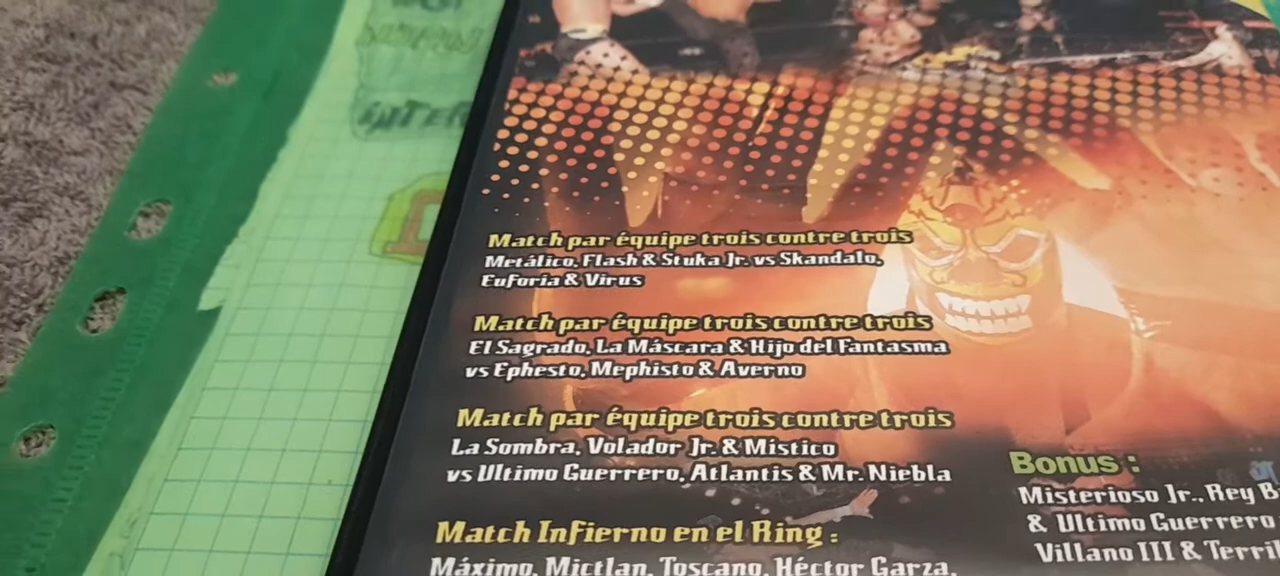 Match par équipe trois contre trois
Metálico, Flash & Stuka Jr. vs Skandalo,
Euforia & Virus
Match par équipe trois contre trois
El Sagrado, La Máscara & Hijo del Fantasma
vs Ephesto, Mephisto & Averno
Match par équipe trois contre trois
La Sombra, Volador Jr. & Místico
vs Ultimo Guerrero, Atlantis & Mr. Niebla
Match Infierno en el Ring :
Máximo, Mictlan, Toscano, Héctor Garza,
Bonus :
Misterioso Jr., Rey B
& Ultimo Guerrero
Villano III & Terri